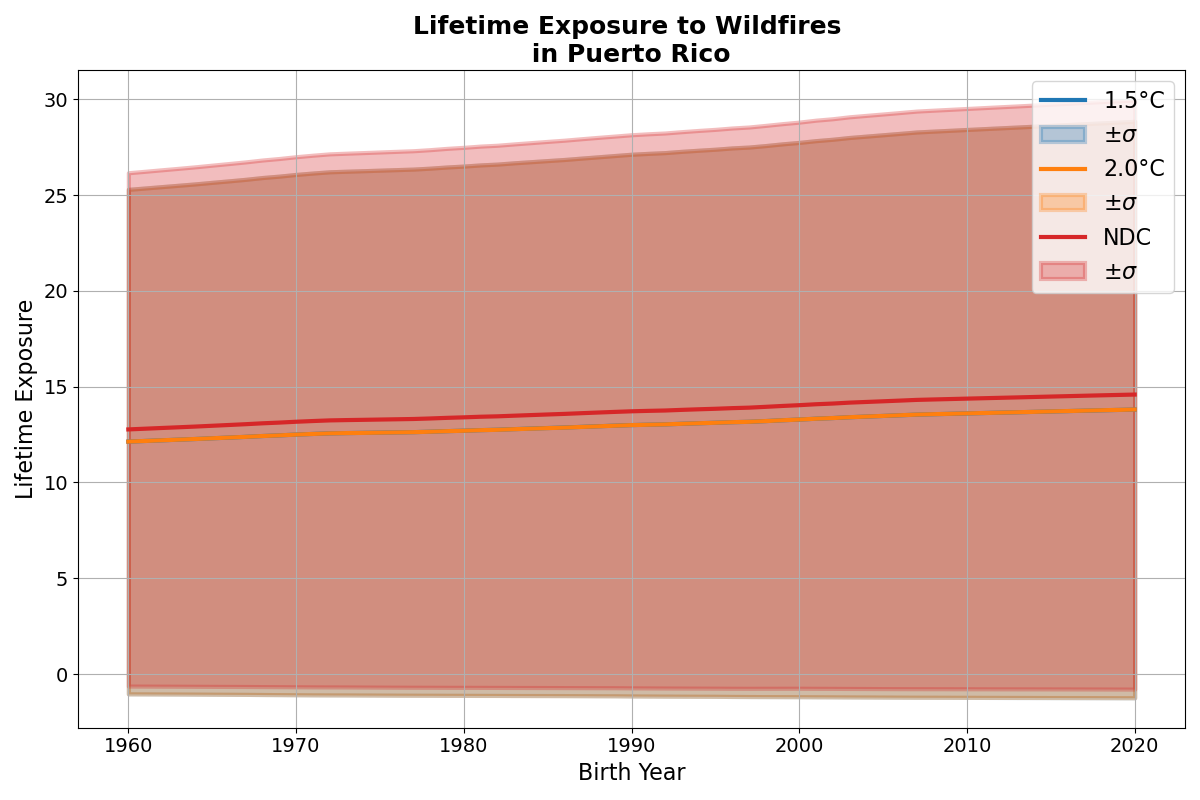 Lifetime Exposure to Wildfires
in Puerto Rico
Lifetime Exposure
30
25
20
15
10
5
0
1960
1970
1980
1990
2000
2010
2020
Birth Year
1.5°C
±σ
2.0°C
±σ
NDC
±σ